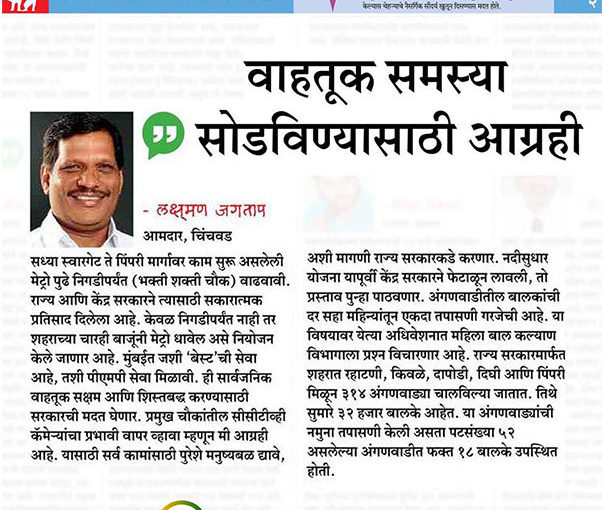 केल्यास चेहऱ्याचे नैसर्गिक सौंदर्य खुलून दिसण्यास मदत होते.
वाहतूक समस्या
सोडविण्यासाठी आग्रही
- लक्ष्मण जगताप
आमदार, चिंचवड
सध्या स्वारगेट ते पिंपरी मार्गावर काम सुरू असलेली
मेट्रो पुढे निगडीपर्यंत (भक्ती शक्ती चौक) वाढवावी.
राज्य आणि केंद्र सरकारने त्यासाठी सकारात्मक
प्रतिसाद दिलेला आहे. केवळ निगडीपर्यंत नाही तर
शहराच्या चारही बाजूंनी मेट्रो धावेल असे नियोजन
केले जाणार आहे. मुंबईत जशी 'बेस्ट'ची सेवा
आहे, तशी पीएमपी सेवा मिळावी. ही सार्वजनिक
वाहतूक सक्षम आणि शिस्तबद्ध करण्यासाठी
सरकारची मदत घेणार. प्रमुख चौकांतील सीसीटीव्ही
कॅमेऱ्यांचा प्रभावी वापर व्हावा म्हणून मी आग्रही
आहे. यासाठी सर्व कामांसाठी पुरेशे मनुष्यबळ द्यावे,
अशी मागणी राज्य सरकारकडे करणार. नदीसुधार
योजना यापूर्वी केंद्र सरकारने फेटाळून लावली, तो
प्रस्ताव पुन्हा पाठवणार. अंगणवाडीतील बालकांची
दर सहा महिन्यांतून एकदा तपासणी गरजेची आहे. या
विषयावर येत्या अधिवेशनात महिला बाल कल्याण
विभागाला प्रश्न विचारणार आहे. राज्य सरकारमार्फत
शहरात रहाटणी, किवळे, दापोडी, दिघी आणि पिंपरी
मिळून ३१४ अंगणवाड्या चालविल्या जातात. तिथे
सुमारे ३२ हजार बालके आहेत. या अंगणवाड्यांची
नमुना तपासणी केली असता पटसंख्या ५२
असलेल्या अंगणवाडीत फक्त १८ बालके उपस्थित
होती.